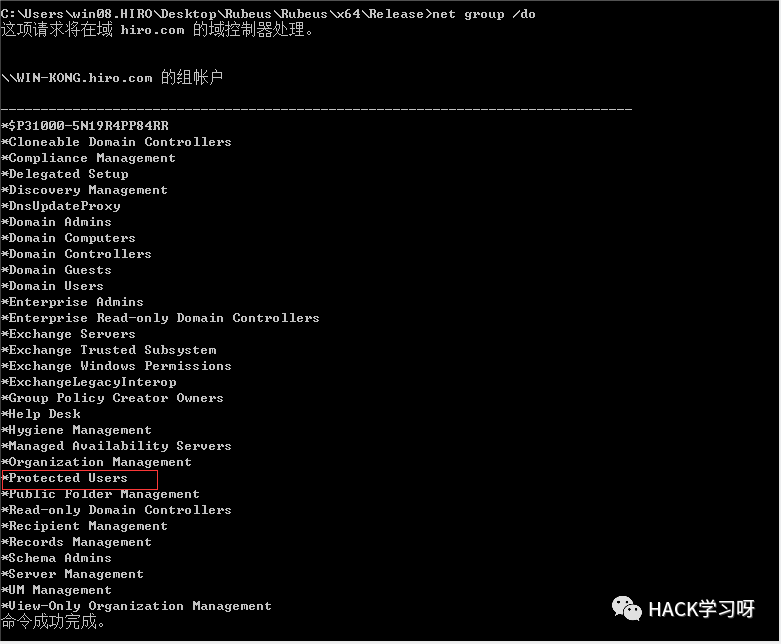 C:\Users\win08.HIRO\Desktop\Rubeus\Rubeus\x64\Release>net group /do
这项请求将在域 hiro.com 的域控制器处理。
\\WIN-KONG.hiro.com 的组帐户
-------------------------------------------------------------------------------
*$P31000-5N19R4PP84RR
*Cloneable Domain Controllers
*Compliance Management
*Delegated Setup
*Discovery Management
*DnsUpdateProxy
*Domain Admins
*Domain Computers
*Domain Controllers
*Domain Guests
*Domain Users
*Enterprise Admins
*Enterprise Read-only Domain Controllers
*Exchange Servers
*Exchange Trusted Subsystem
*Exchange Windows Permissions
*ExchangeLegacyInterop
*Group Policy Creator Owners
*Help Desk
*Hygiene Management
*Managed Availability Servers
*Organization Management
*Protected Users
*Public Folder Management
*Read-only Domain Controllers
*Recipient Management
*Records Management
*Schema Admins
*Server Management
*UM Management
*View-Only Organization Management
命令成功完成。
HACK学习呀